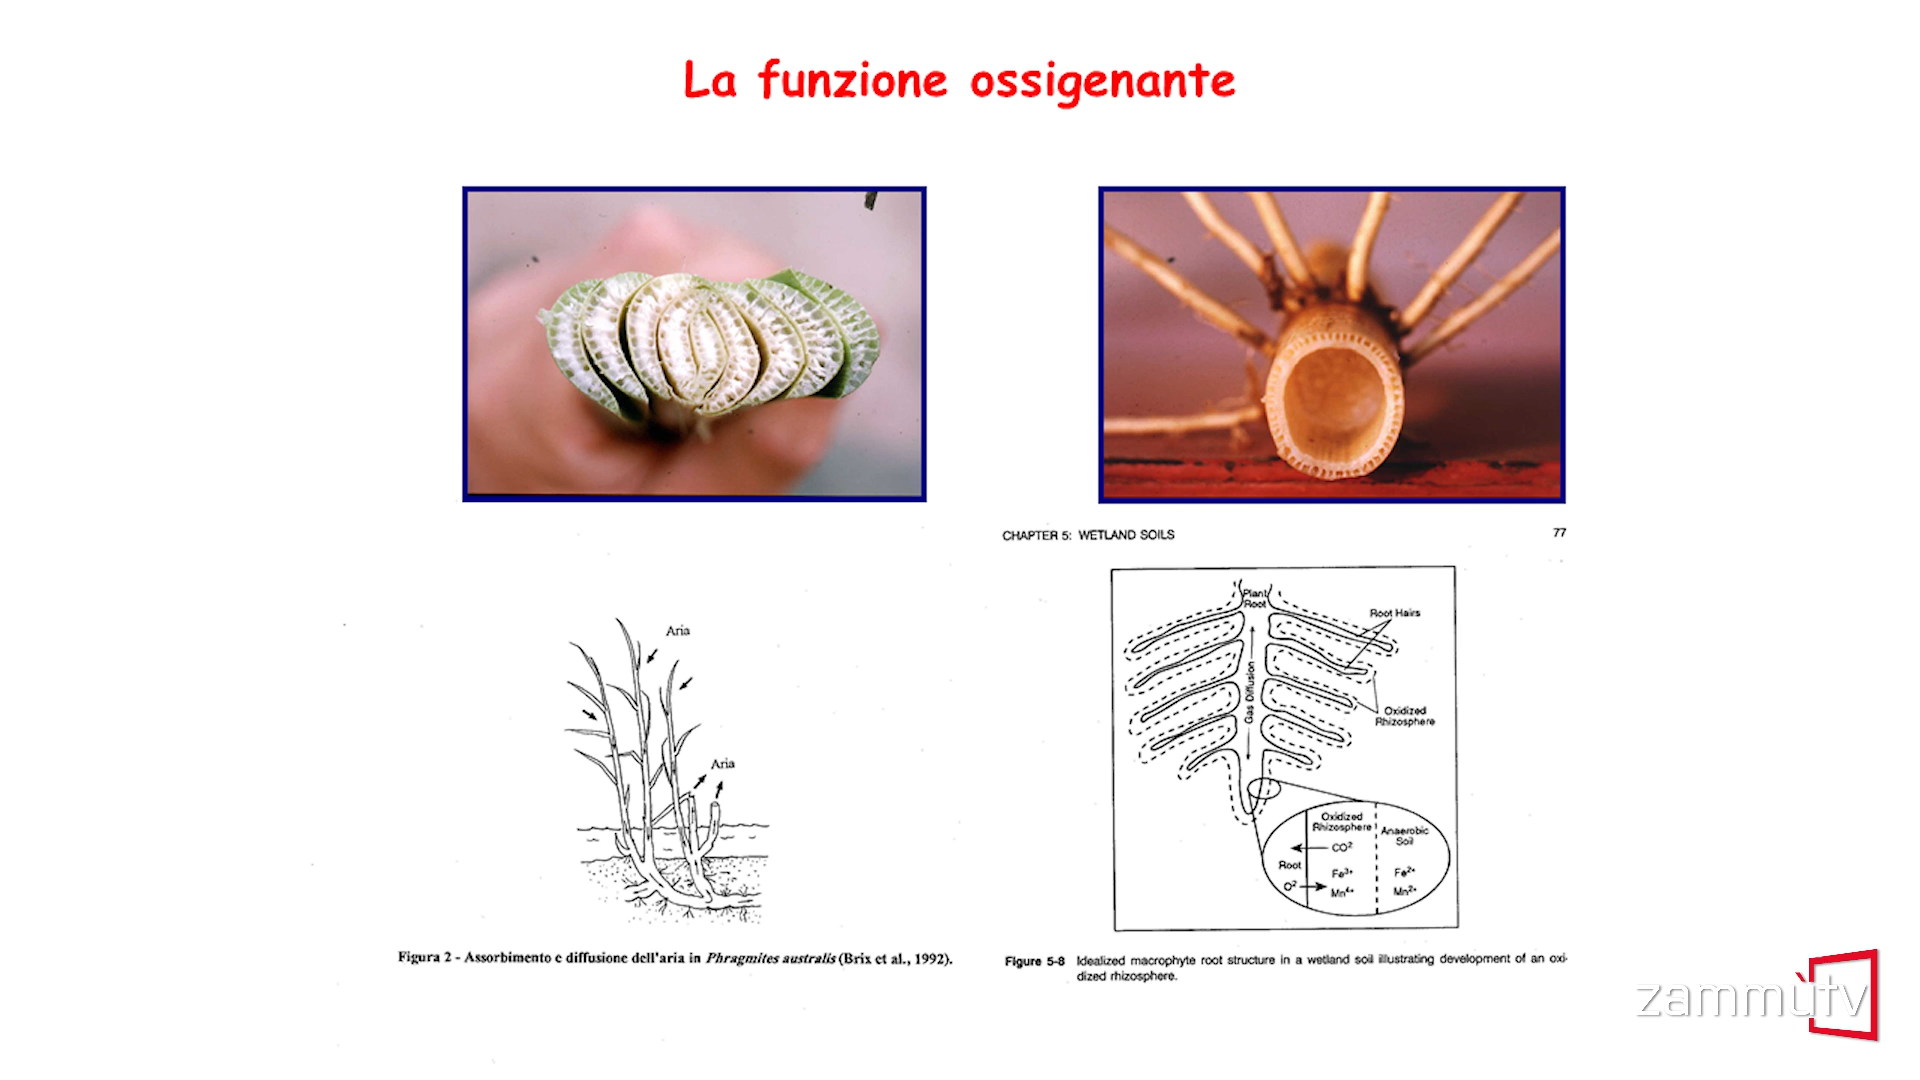 La funzione ossigenante
CHAPTER 5: WETLAND SOILS 77
Aria
Aria
Figura 2 - Assorbimento e diffusione dell'aria in Phragmites australis (Brix et al., 1992).
Plant
Root
Root Hairs
Gas Diffusion
Oxidized
Rhizosphere
Oxidized
Rhizosphere
Anaerobic
Soil
CO²
Root
Fe³⁺
Fe²⁺
O²
Mn⁴⁺
Mn²⁺
Figure 5-8 Idealized macrophyte root structure in a wetland soil illustrating development of an oxi-
dized rhizosphere.
zammùtv